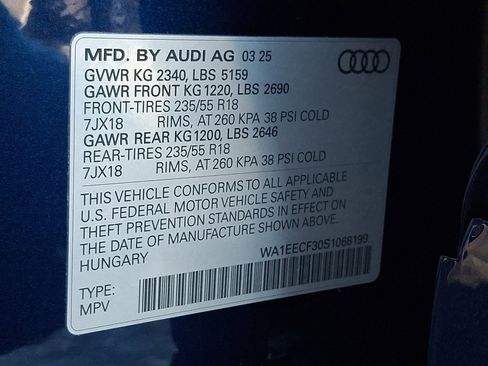 MFD. BY AUDI AG 03 25
GVWR KG 2340, LBS 5159
GAWR FRONT KG 1220, LBS 2690
FRONT-TIRES 235/55 R18
7JX18 RIMS, AT 260 KPA 38 PSI COLD
GAWR REAR KG1200, LBS 2646
REAR-TIRES 235/55 R18
7JX18 RIMS, AT 260 KPA 38 PSI COLD
THIS VEHICLE CONFORMS TO ALL APPLICABLE
U.S. FEDERAL MOTOR VEHICLE SAFETY AND
THEFT PREVENTION STANDARDS IN EFFECT ON
THE DATE OF MANUFACTURE SHOWN ABOVE.
HUNGARY
WA1EECF30S1068199
TYPE:
MPV